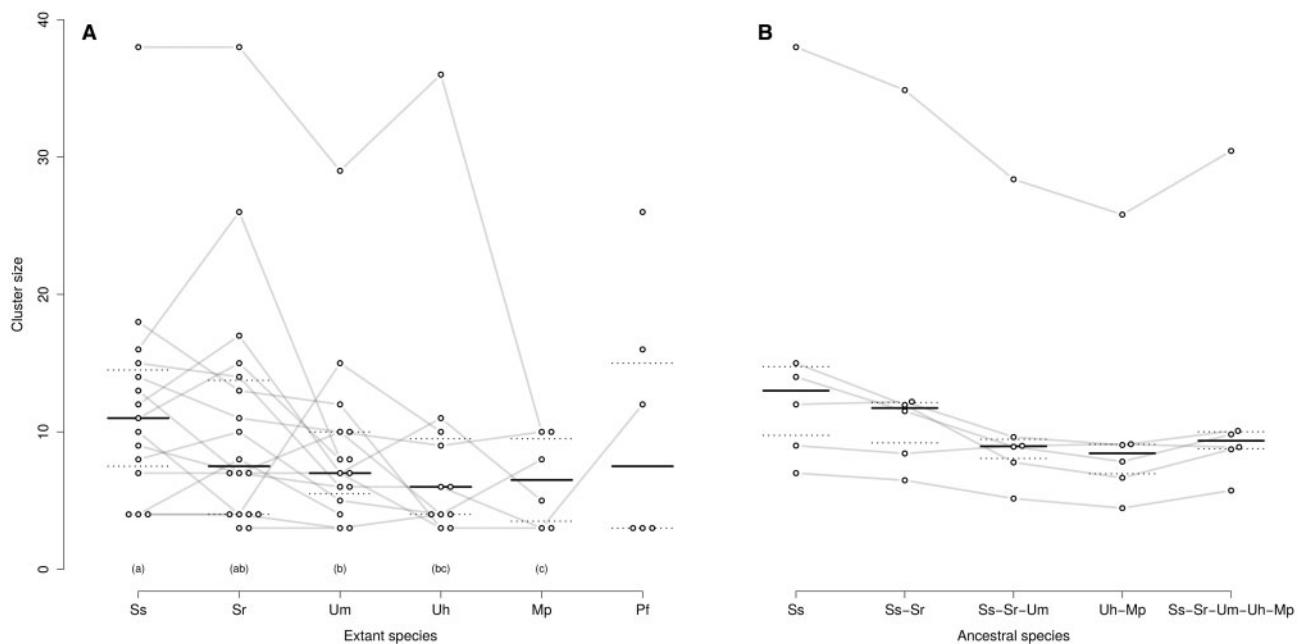 A
B
40
30
20
10
0
Cluster size
(a) (ab) (b) (bc) (c)
Ss Sr Um Uh Mp Pf
Extant species
Ss Ss-Sr Ss-Sr-Um Uh-Mp Ss-Sr-Um-Uh-Mp
Ancestral species